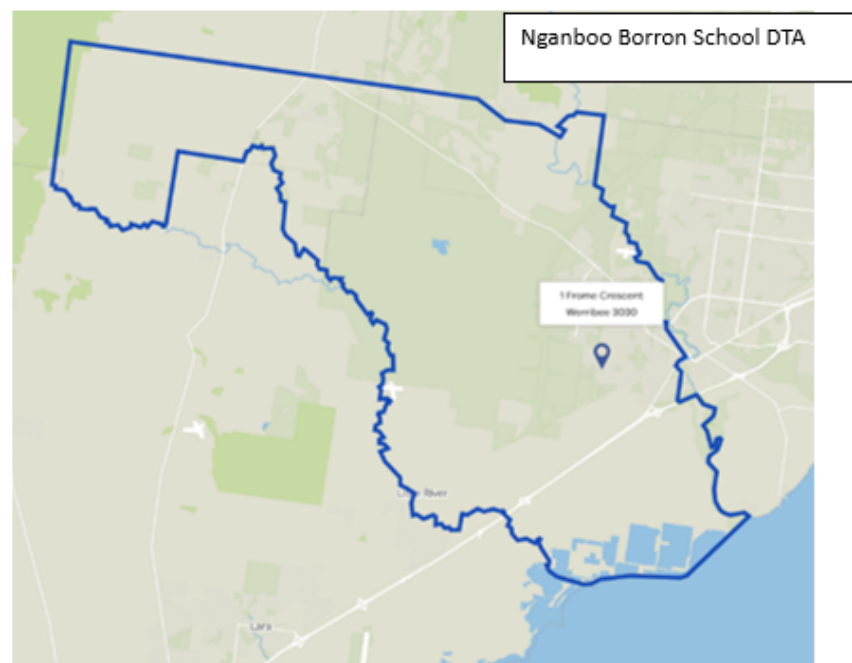 Nganboo Borron School DTA
1 Frome Crescent
Werribee 3030
Little River
Lara